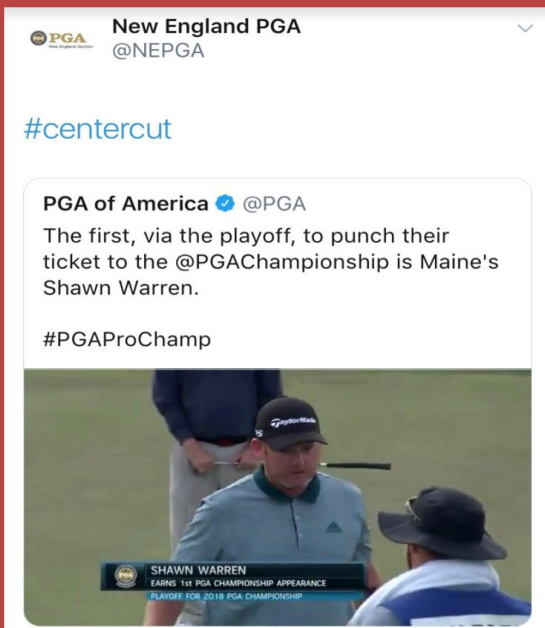 New England PGA
PGA
@NEPGA
#centercut
PGA of America @PGA
The first, via the playoff, to punch their
ticket to the @PGAChampionship is Maine's
Shawn Warren.
#PGAProChamp
TaylorMade
SHAWN WARREN
EARNS 1st PGA CHAMPIONSHIP APPEARANCE
PLAYOFF FOR 2018 PGA CHAMPIONSHIP